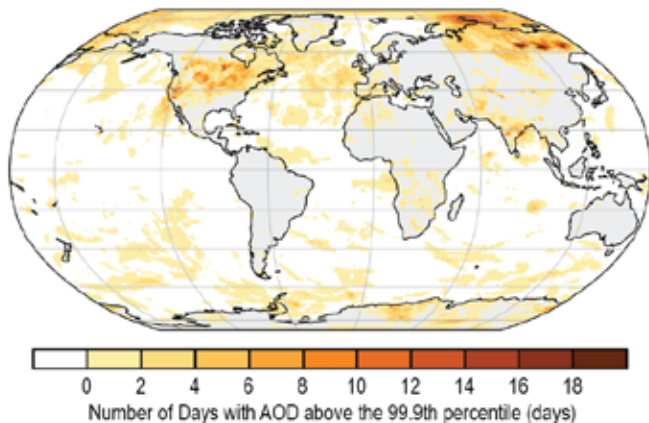 0 2 4 6 8 10 12 14 16 18
Number of Days with AOD above the 99.9th percentile (days)